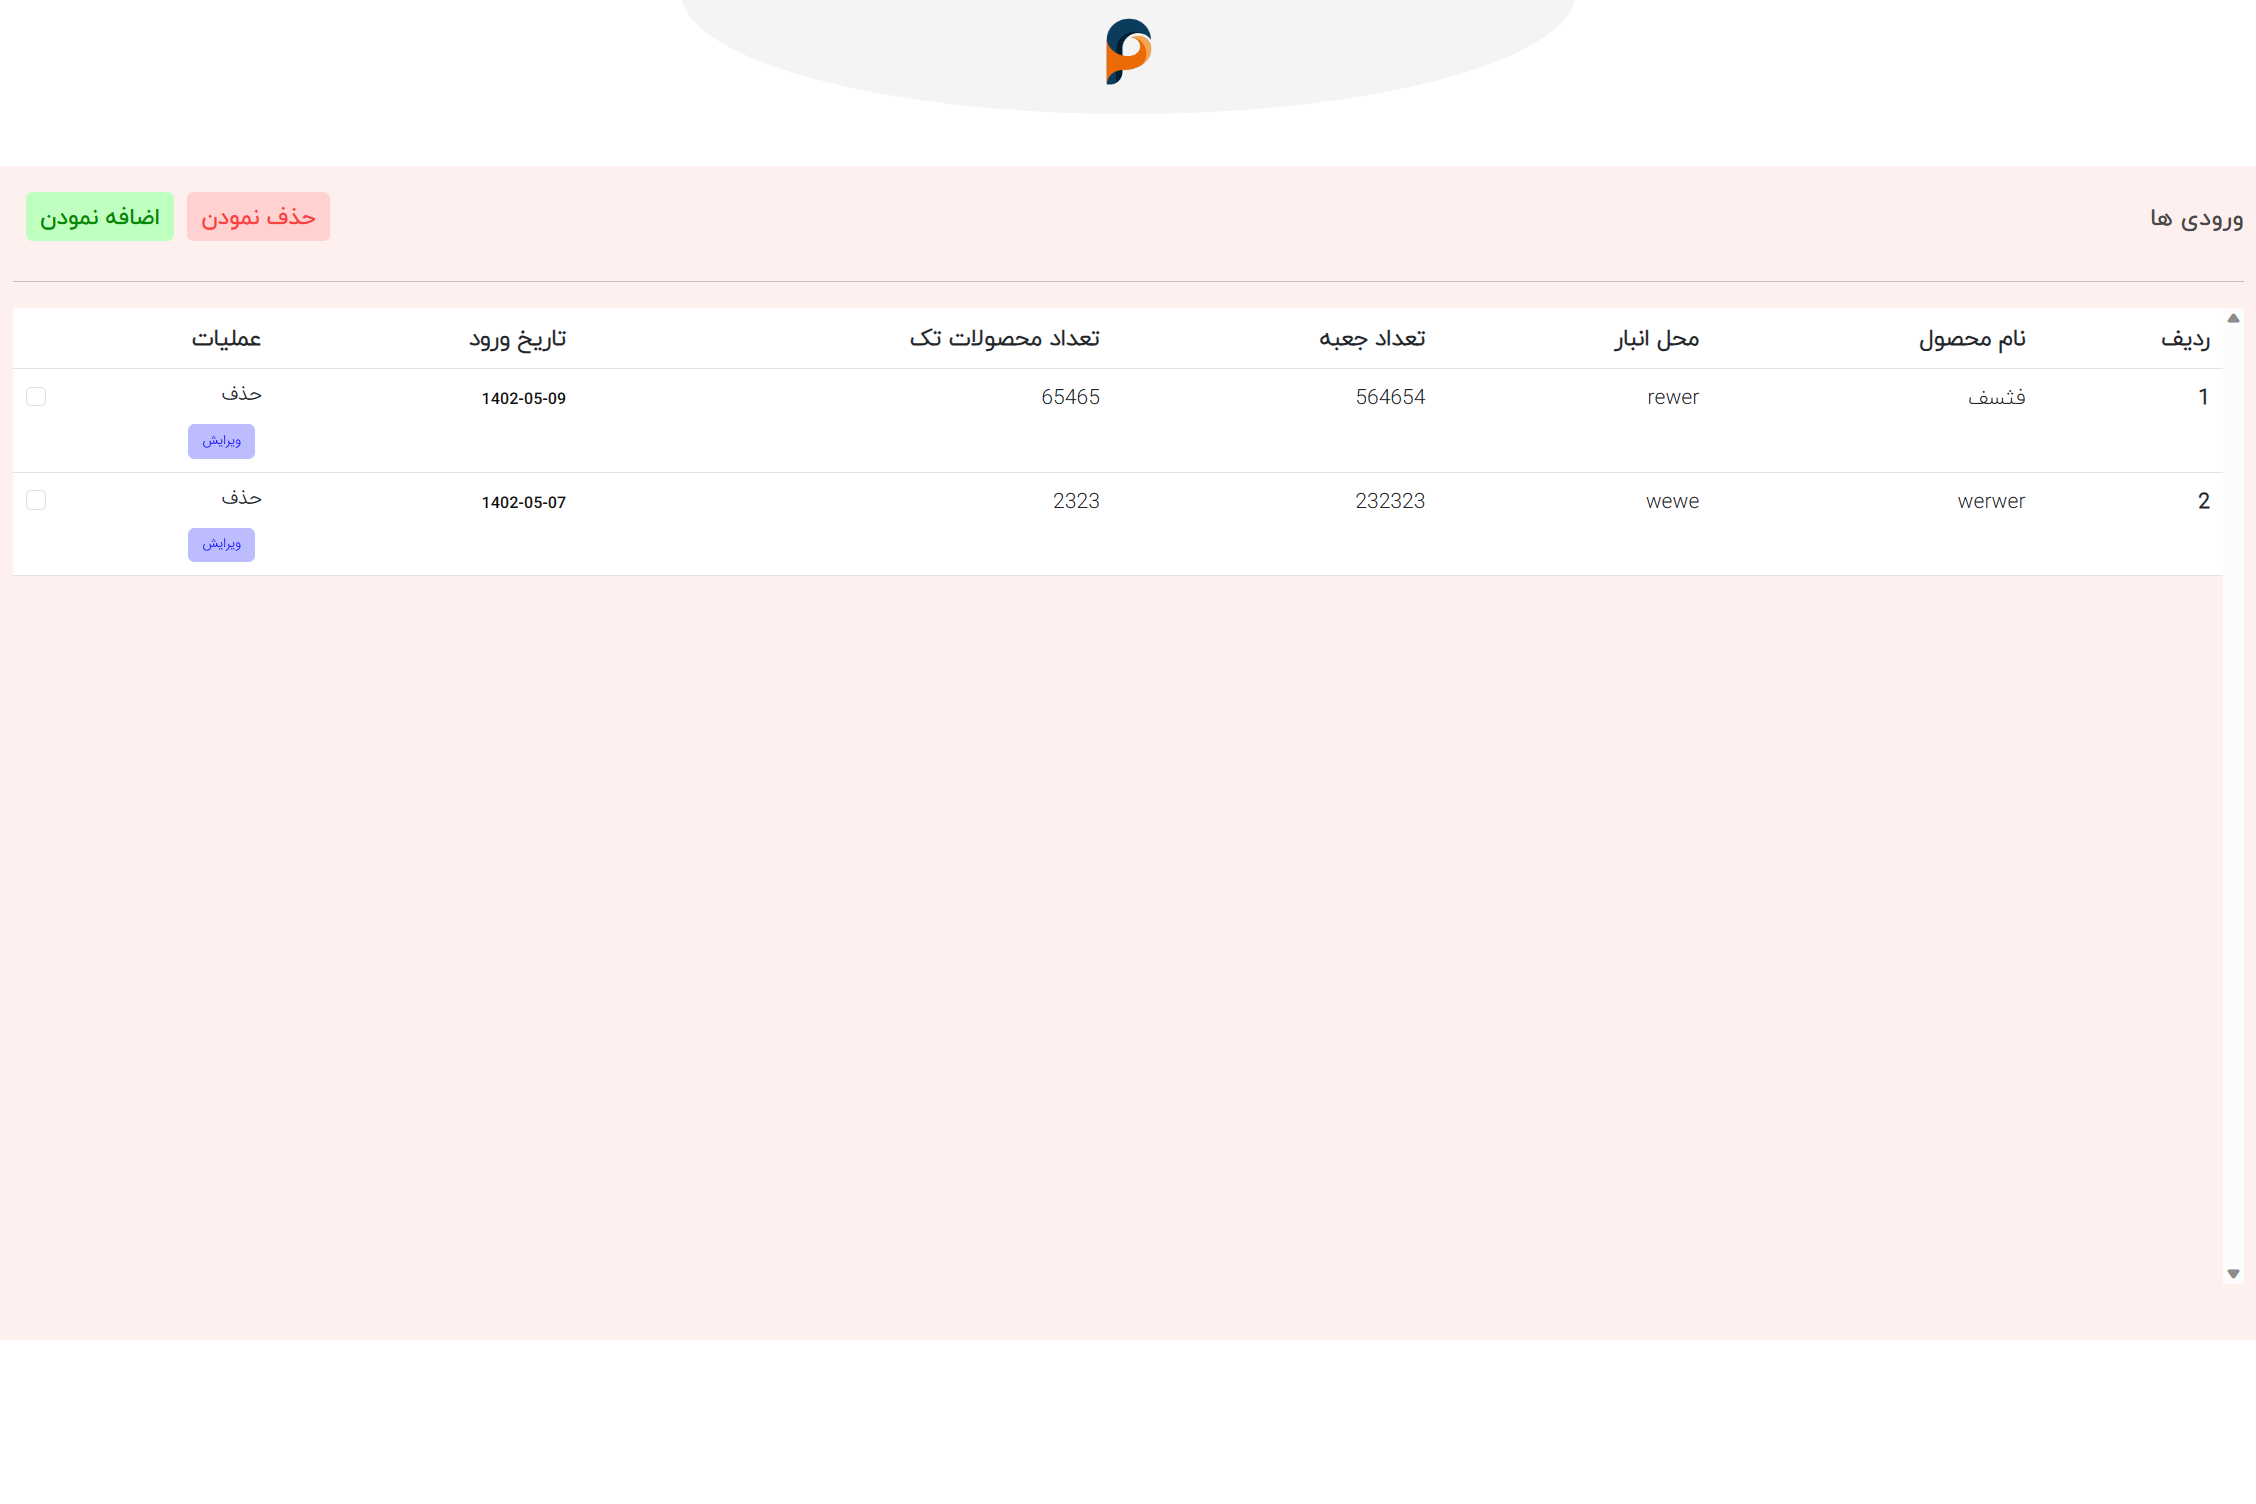 ورودی ها
حذف نمودن
اضافه نمودن
ردیف نام محصول محل انبار تعداد جعبه تعداد محصولات تک تاریخ ورود عملیات
1 فثسف rewer 564654 65465 1402-05-09 حذف
ویرایش
2 werwer wewe 232323 2323 1402-05-07 حذف
ویرایش